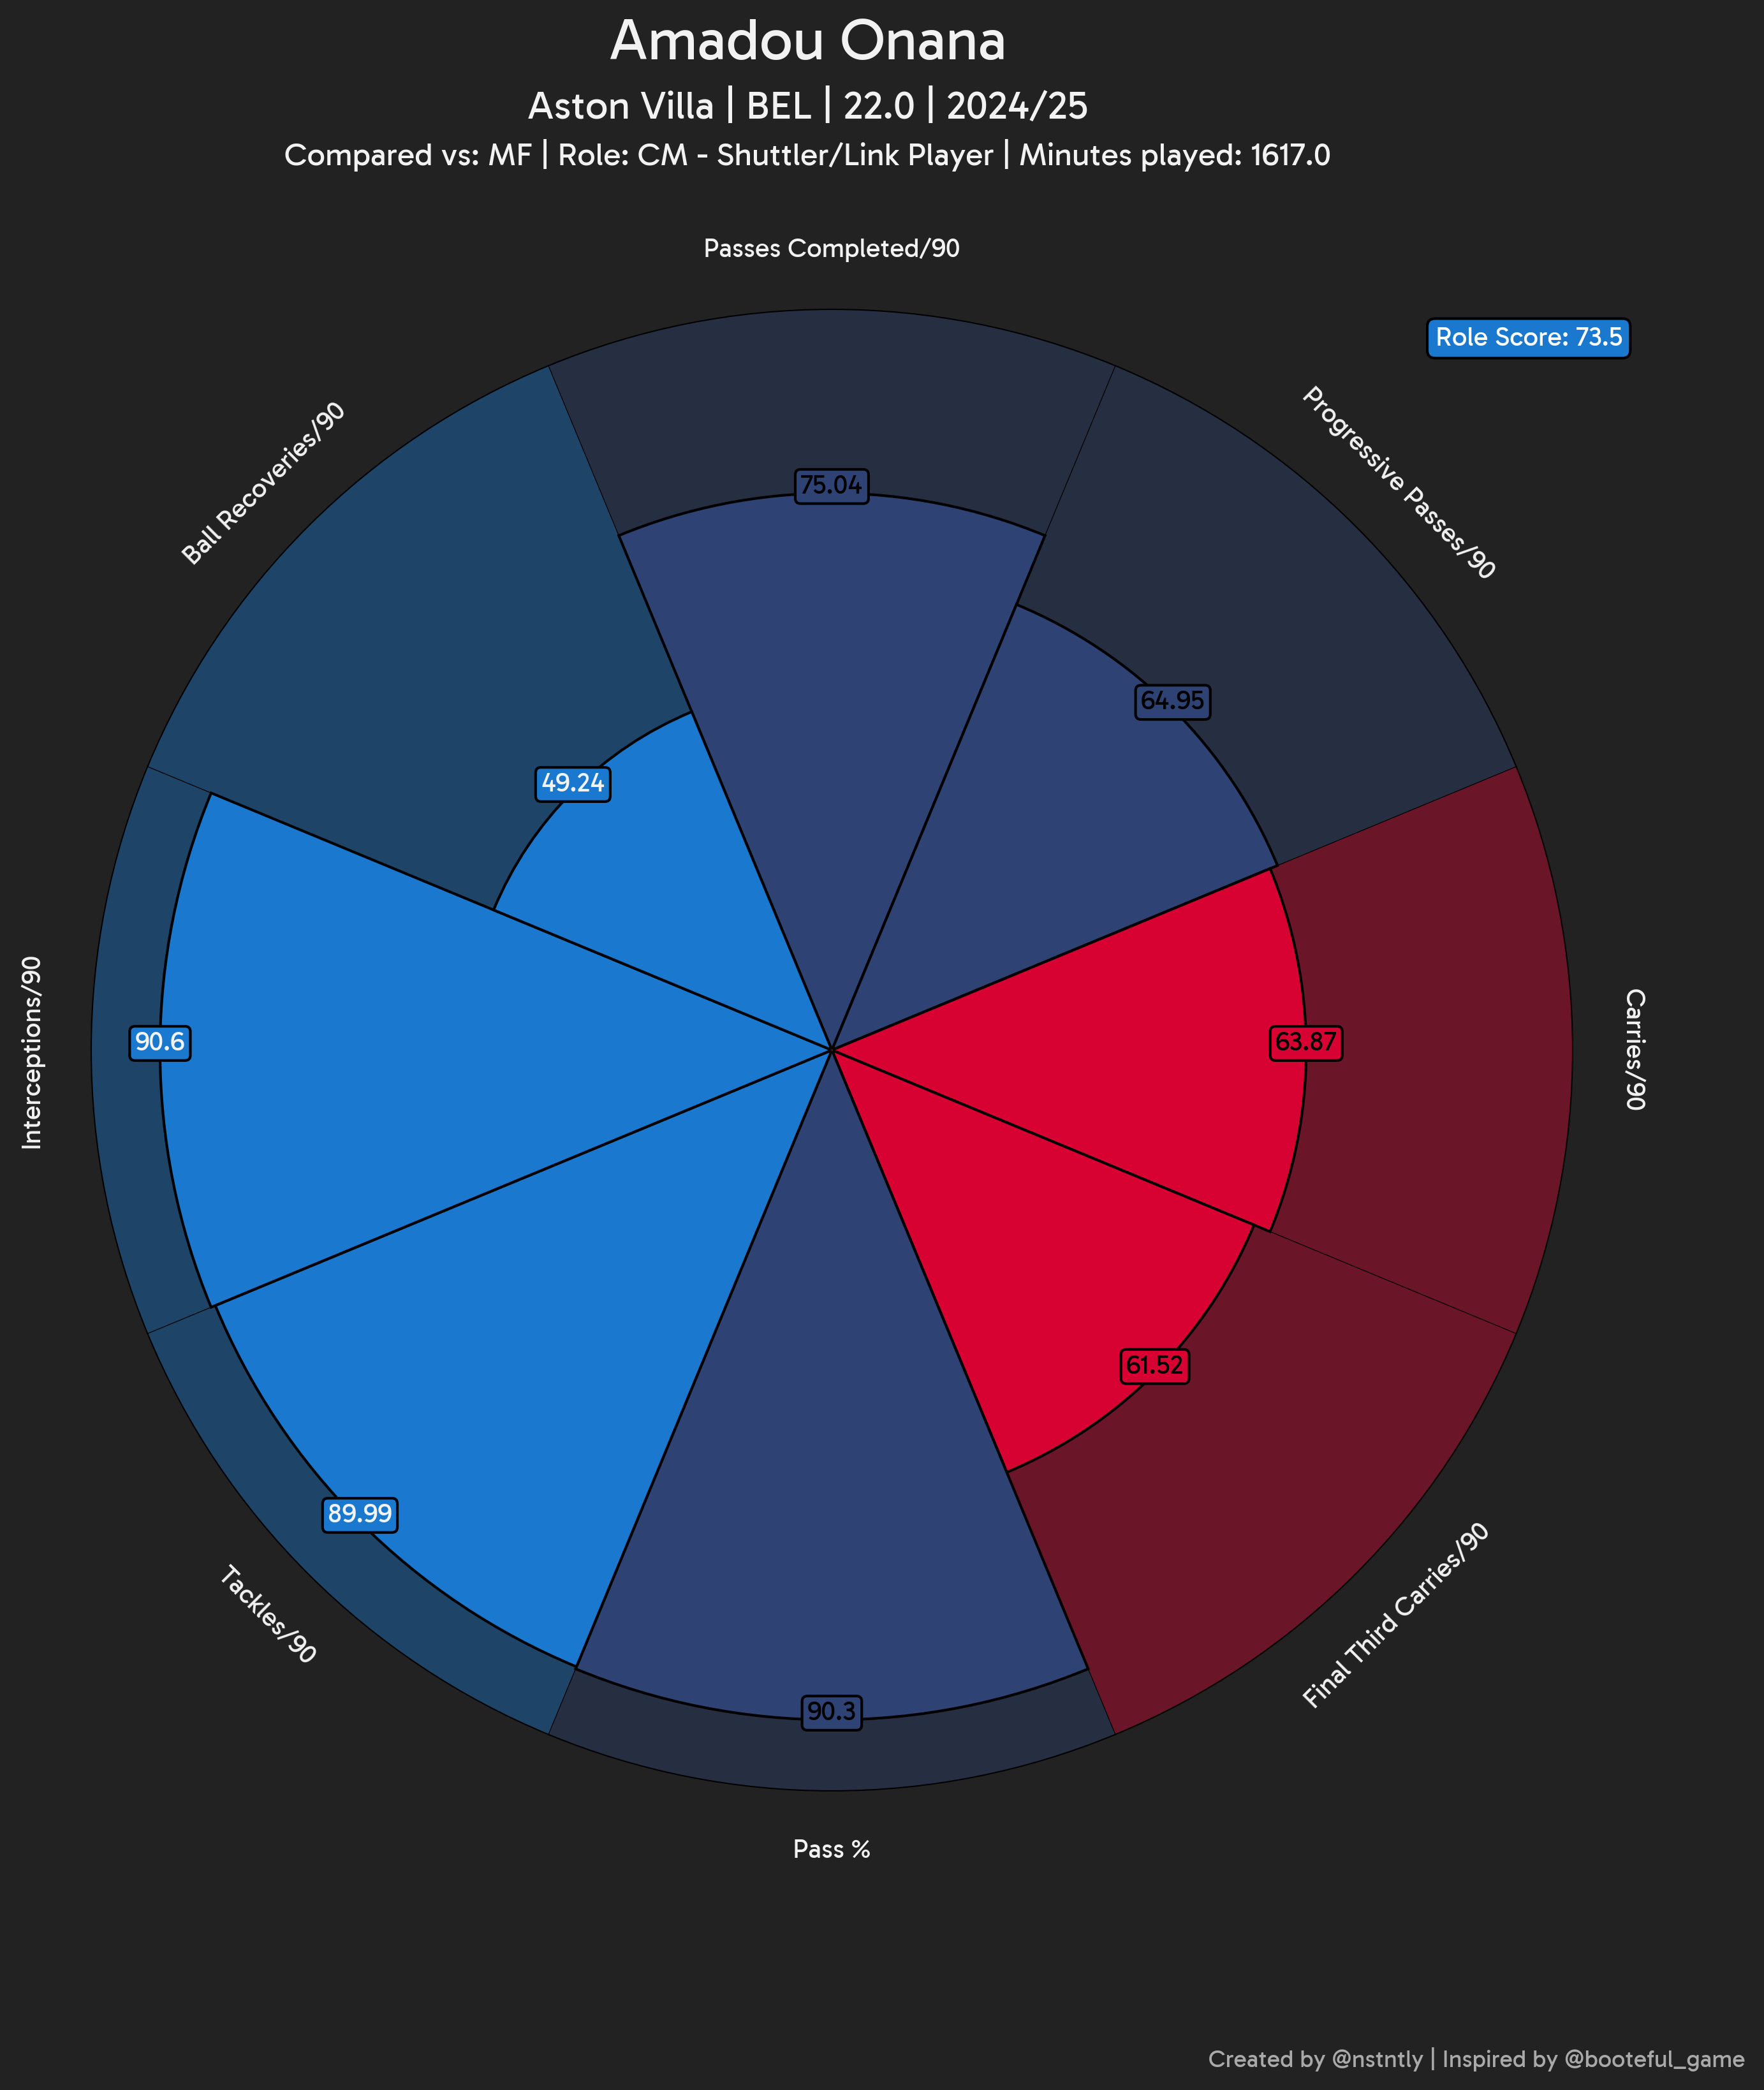 Amadou Onana
Aston Villa | BEL | 22.0 | 2024/25
Compared vs: MF | Role: CM - Shuttler/Link Player | Minutes played: 1617.0
Passes Completed/90
Role Score: 73.5
Progressive Passes/90
Ball Recoveries/90
75.04
64.95
49.24
Interceptions/90
90.6
63.87
Carries/90
61.52
89.99
Tackles/90
Final Third Carries/90
90.3
Pass %
Created by @nstntly | Inspired by @booteful_game